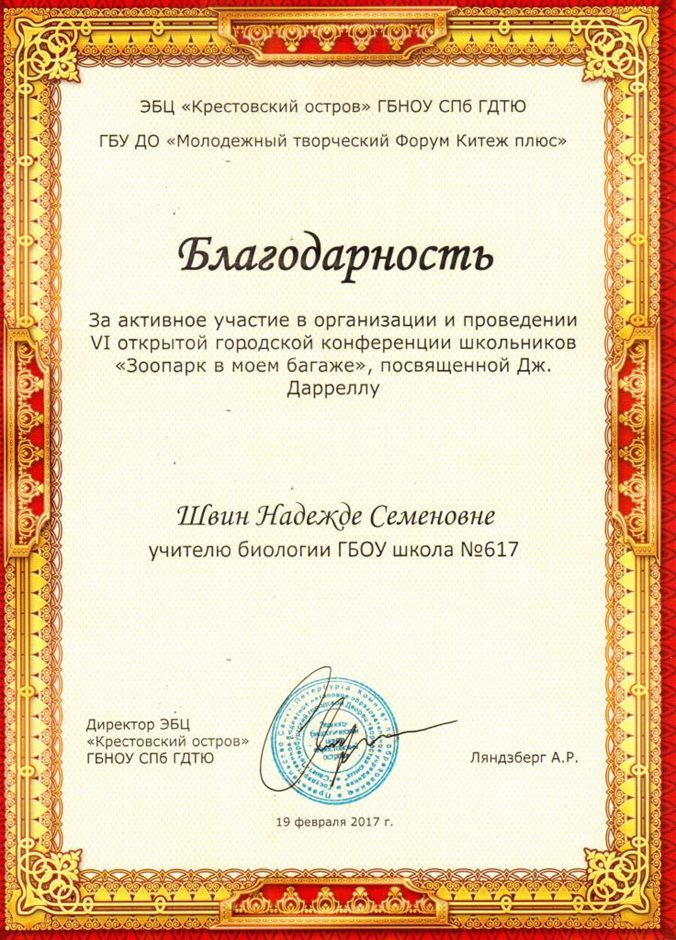 ЭБЦ «Крестовский остров» ГБНОУ СПб ГДТЮ
ГБУ ДО «Молодежный творческий Форум Китеж плюс»
Благодарность
За активное участие в организации и проведении
VI открытой городской конференции школьников
«Зоопарк в моем багаже», посвященной Дж.
Дарреллу
Швин Надежде Семеновне
учителю биологии ГБОУ школа №617
Директор ЭБЦ
«Крестовский остров»
ГБНОУ СПб ГДТЮ
Ляндзберг А.Р.
19 февраля 2017 г.